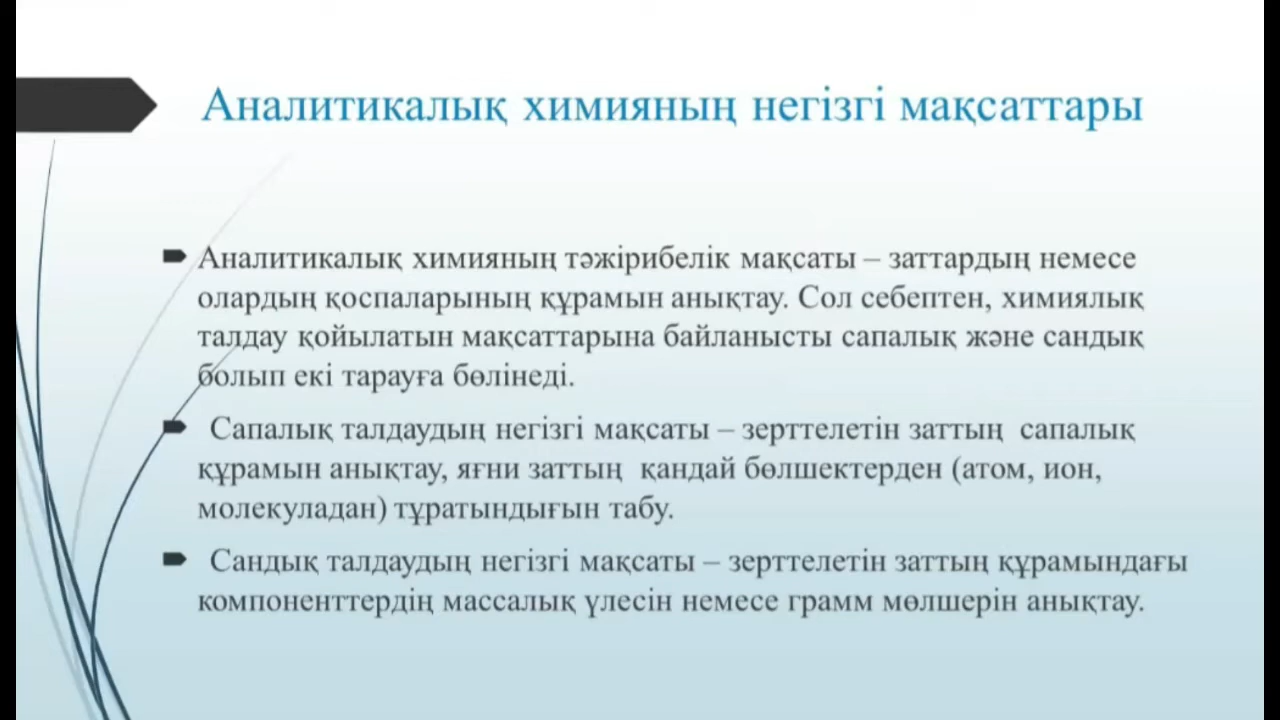 Аналитикалық химияның негізгі мақсаттары
Аналитикалық химияның тәжірибелік мақсаты – заттардың немесе
олардың қоспаларының құрамын анықтау. Сол себептен, химиялық
талдау қойылатын мақсаттарына байланысты сапалық және сандық
болып екі тарауға бөлінеді.
Сапалық талдаудың негізгі мақсаты – зерттелетін заттың сапалық
құрамын анықтау, яғни заттың қандай бөлшектерден (атом, ион,
молекуладан) тұратындығын табу.
Сандық талдаудың негізгі мақсаты – зерттелетін заттың құрамындағы
компоненттердің массалық үлесін немесе грамм мөлшерін анықтау.